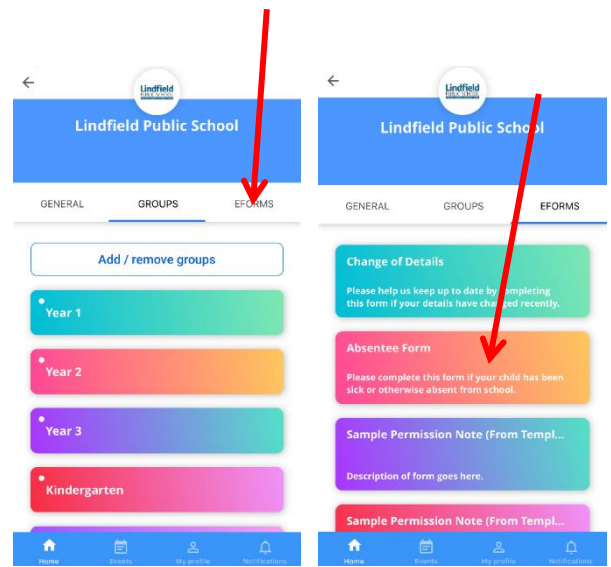 Lindfield
Lindfield Public School
GENERAL GROUPS EFORMS
Add / remove groups
Year 1
Year 2
Year 3
Kindergarten
Home Events My profile Notifications
Lindfield
Lindfield Public School
GENERAL GROUPS EFORMS
Change of Details
Please help us keep up to date by completing
this form if your details have changed recently.
Absentee Form
Please complete this form if your child has been
sick or otherwise absent from school.
Sample Permission Note (From Templ...
Description of form goes here.
Sample Permission Note (From Templ...
Home Events My profile Notifications